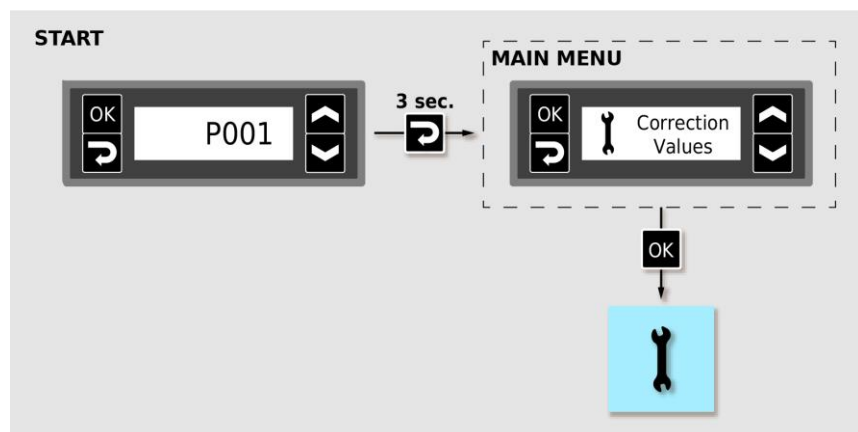 START
MAIN MENU
OK
P001
3 sec.
OK
Correction
Values
OK